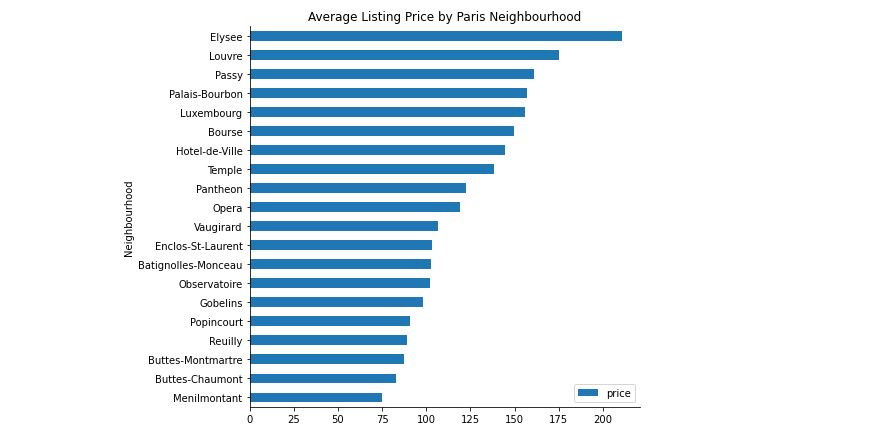 Average Listing Price by Paris Neighbourhood
Neighbourhood
Elysee
Louvre
Passy
Palais-Bourbon
Luxembourg
Bourse
Hotel-de-Ville
Temple
Pantheon
Opera
Vaugirard
Enclos-St-Laurent
Batignolles-Monceau
Observatoire
Gobelins
Popincourt
Reuilly
Buttes-Montmartre
Buttes-Chaumont
Menilmontant
price
0 25 50 75 100 125 150 175 200